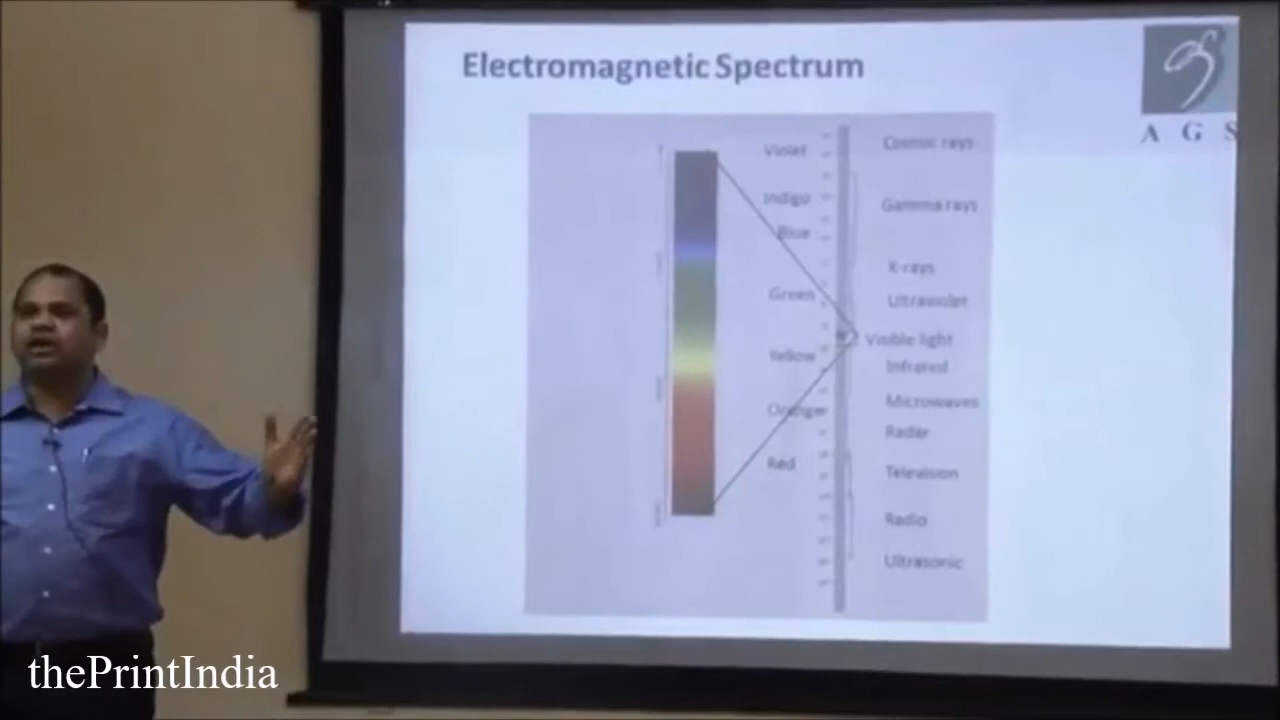 Electromagnetic Spectrum
A G S
Violet
Indigo
Blue
Green
Yellow
Orange
Red
Cosmic rays
Gamma rays
X-rays
Ultraviolet
Visible light
Infrared
Microwaves
Radar
Television
Radio
Ultrasonic
thePrintIndia